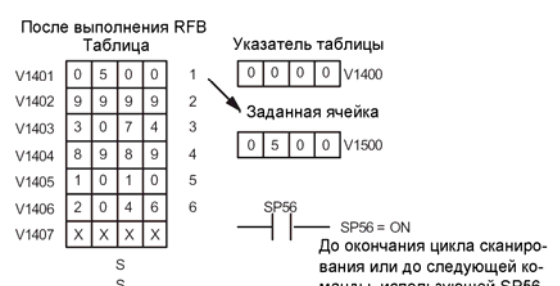 После выполнения RFB
Таблица
Указатель таблицы
V1401 0 5 0 0 1
0 0 0 0 V1400
V1402 9 9 9 9 2
Заданная ячейка
V1403 3 0 7 4 3
0 5 0 0 V1500
V1404 8 9 8 9 4
V1405 1 0 1 0 5
V1406 2 0 4 6 6
SP56
V1407 X X X X
SP56 = ON
До окончания цикла сканиро-
вания или до следующей ко-
манды, использующей SP56
S
S